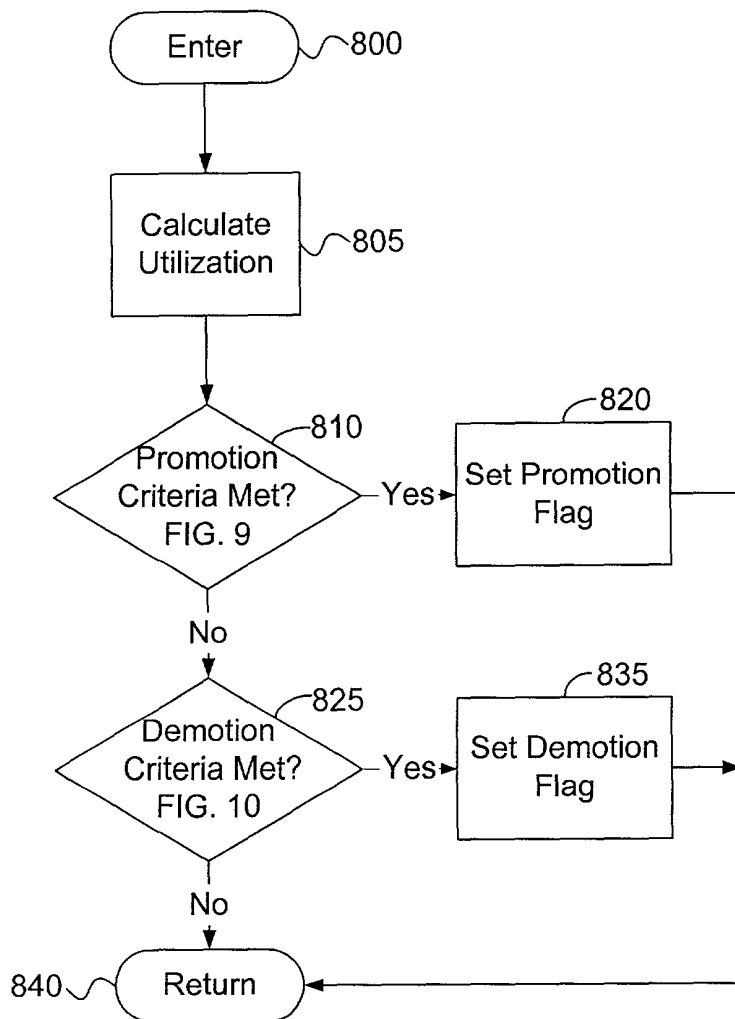 Enter
800
Calculate
Utilization
805
810
Promotion
Criteria Met?
FIG. 9
Yes
820
Set Promotion
Flag
No
825
Demotion
Criteria Met?
FIG. 10
Yes
835
Set Demotion
Flag
No
840
Return